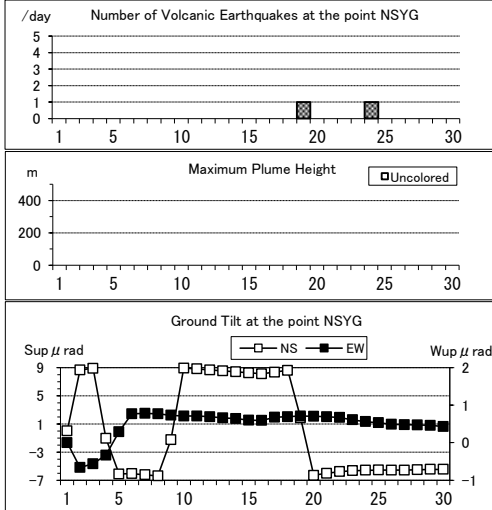 Number of Volcanic Earthquakes at the point NSYG
/day
5
4
3
2
1
0
1 5 10 15 20 25 30
Maximum Plume Height
m
Uncolored
400
200
0
1 5 10 15 20 25 30
Ground Tilt at the point NSYG
Sup μ rad
NS EW
Wup μ rad
9 2
5 1
1 0
-3
-7 -1
1 5 10 15 20 25 30